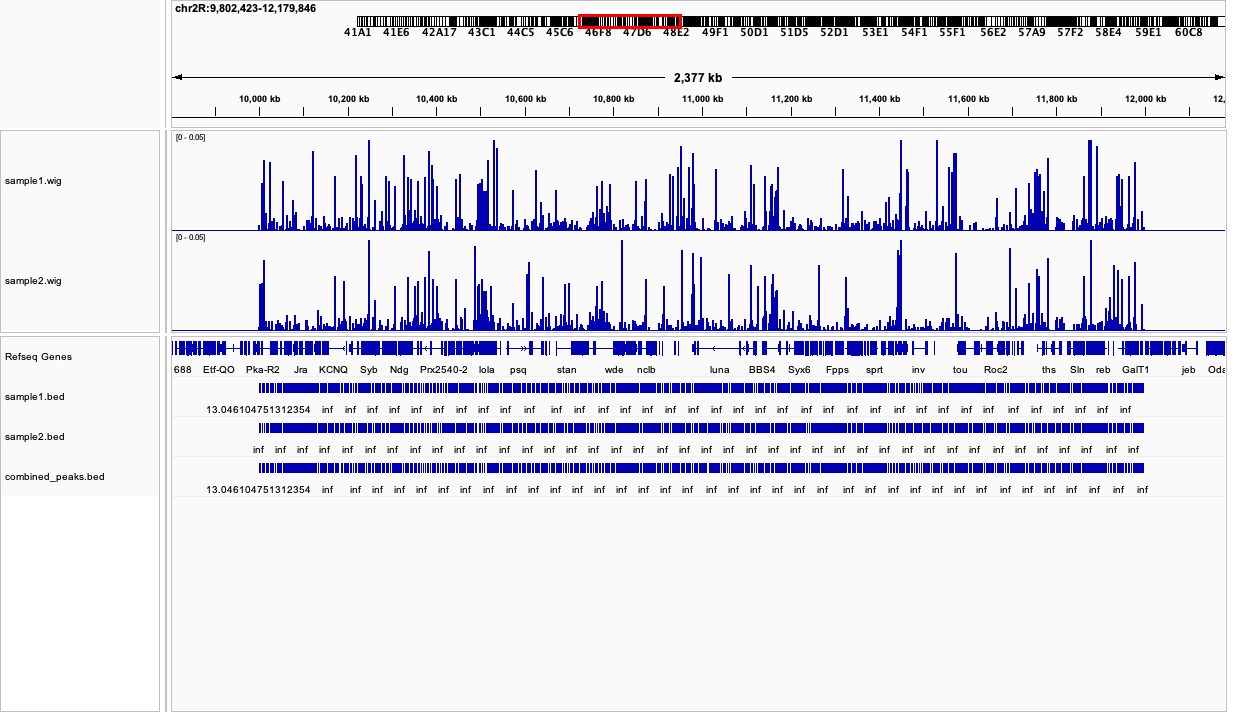 chr2R:9,802,423-12,179,846
41A1 41E6 42A17 43C1 44C5 45C6 46F8 47D6 48E2 49F1 50D1 51D5 52D1 53E1 54F1 55F1 56E2 57A9 57F2 58E4 59E1 60C8
2,377 kb
10,000 kb 10,200 kb 10,400 kb 10,600 kb 10,800 kb 11,000 kb 11,200 kb 11,400 kb 11,600 kb 11,800 kb 12,000 kb 12,
[0 - 0.05]
sample1.wig
[0 - 0.05]
sample2.wig
Refseq Genes
688 Etf-QO Pka-R2 Jra KCNQ Syb Ndg Prx2540-2 lola psq stan wde nclb luna BBS4 Syx6 Fpps sprt inv tou Roc2 ths Sln reb GalT1 jeb Oda
sample1.bed
13.046104751312354 inf inf inf inf inf inf inf inf inf inf inf inf inf inf inf inf inf inf inf inf inf inf inf inf inf inf inf inf inf inf inf inf inf inf inf inf
sample2.bed
inf inf inf inf inf inf inf inf inf inf inf inf inf inf inf inf inf inf inf inf inf inf inf inf inf inf inf inf inf inf inf inf inf inf inf inf inf inf inf inf
combined_peaks.bed
13.046104751312354 inf inf inf inf inf inf inf inf inf inf inf inf inf inf inf inf inf inf inf inf inf inf inf inf inf inf inf inf inf inf inf inf inf inf inf inf inf